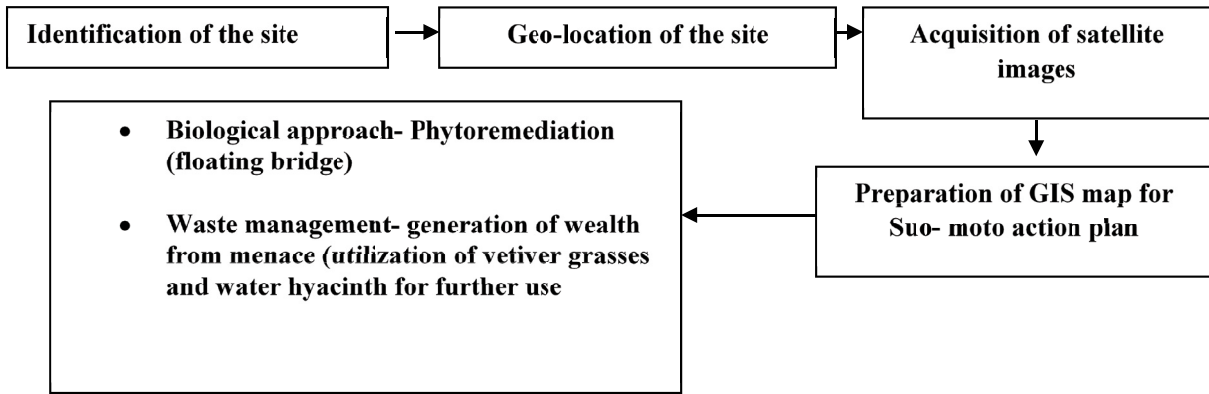 Identification of the site
Geo-location of the site
Acquisition of satellite
images
Preparation of GIS map for
Suo- moto action plan
• Biological approach- Phytoremediation
(floating bridge)
• Waste management- generation of wealth
from menace (utilization of vetiver grasses
and water hyacinth for further use